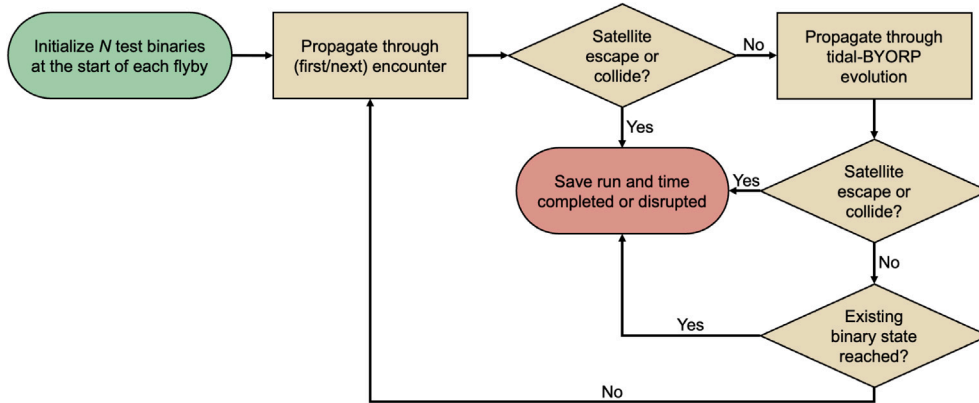 Initialize N test binaries
at the start of each flyby
Propagate through
(first/next) encounter
Satellite
escape or
collide?
No
Propagate through
tidal-BYORP
evolution
Yes
Save run and time
completed or disrupted
Yes
Satellite
escape or
collide?
No
Existing
binary state
reached?
Yes
No